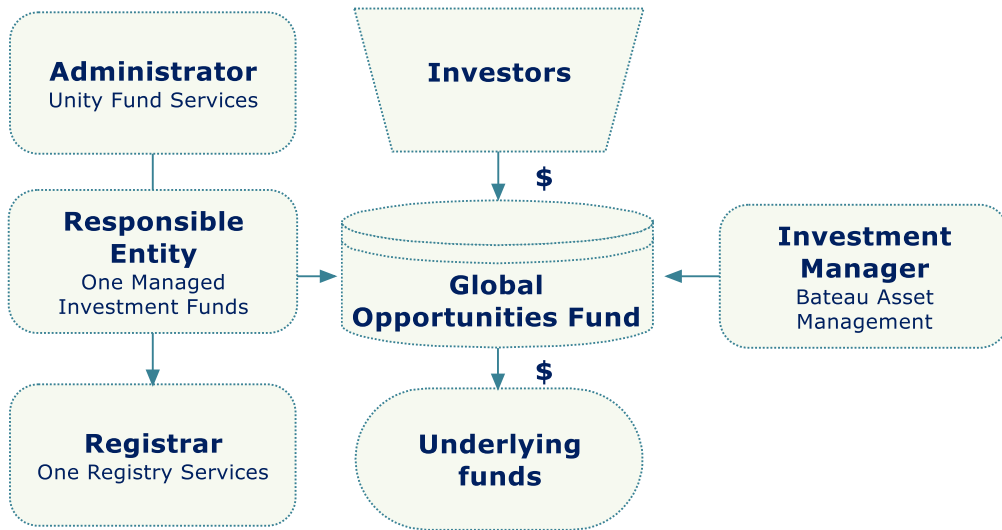 Administrator
Unity Fund Services
Investors
$
Responsible
Entity
One Managed
Investment Funds
Global
Opportunities Fund
Investment
Manager
Bateau Asset
Management
$
Registrar
One Registry Services
Underlying
funds